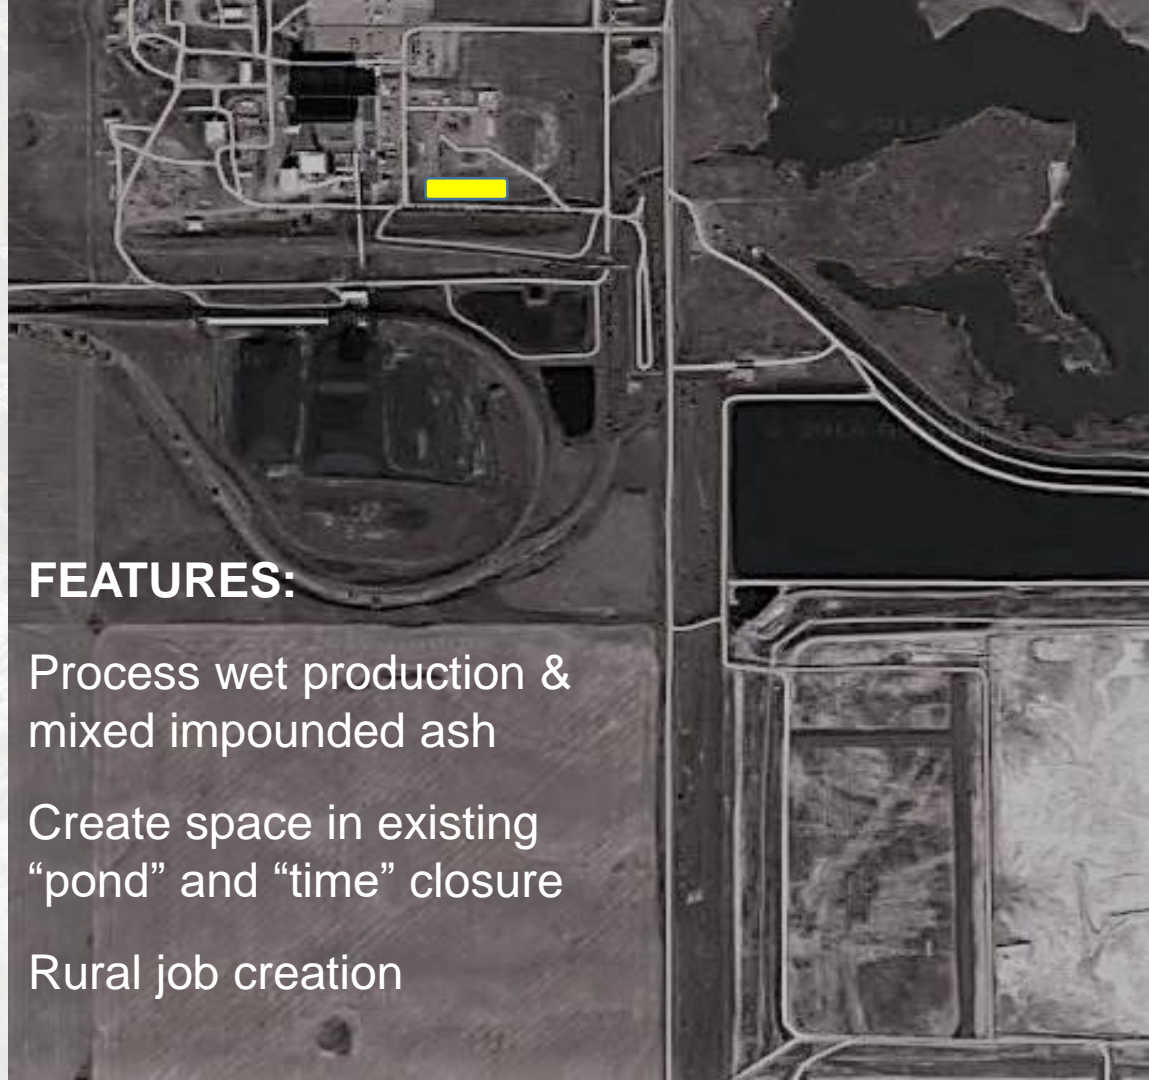 FEATURES:
Process wet production &
mixed impounded ash
Create space in existing
“pond” and “time” closure
Rural job creation